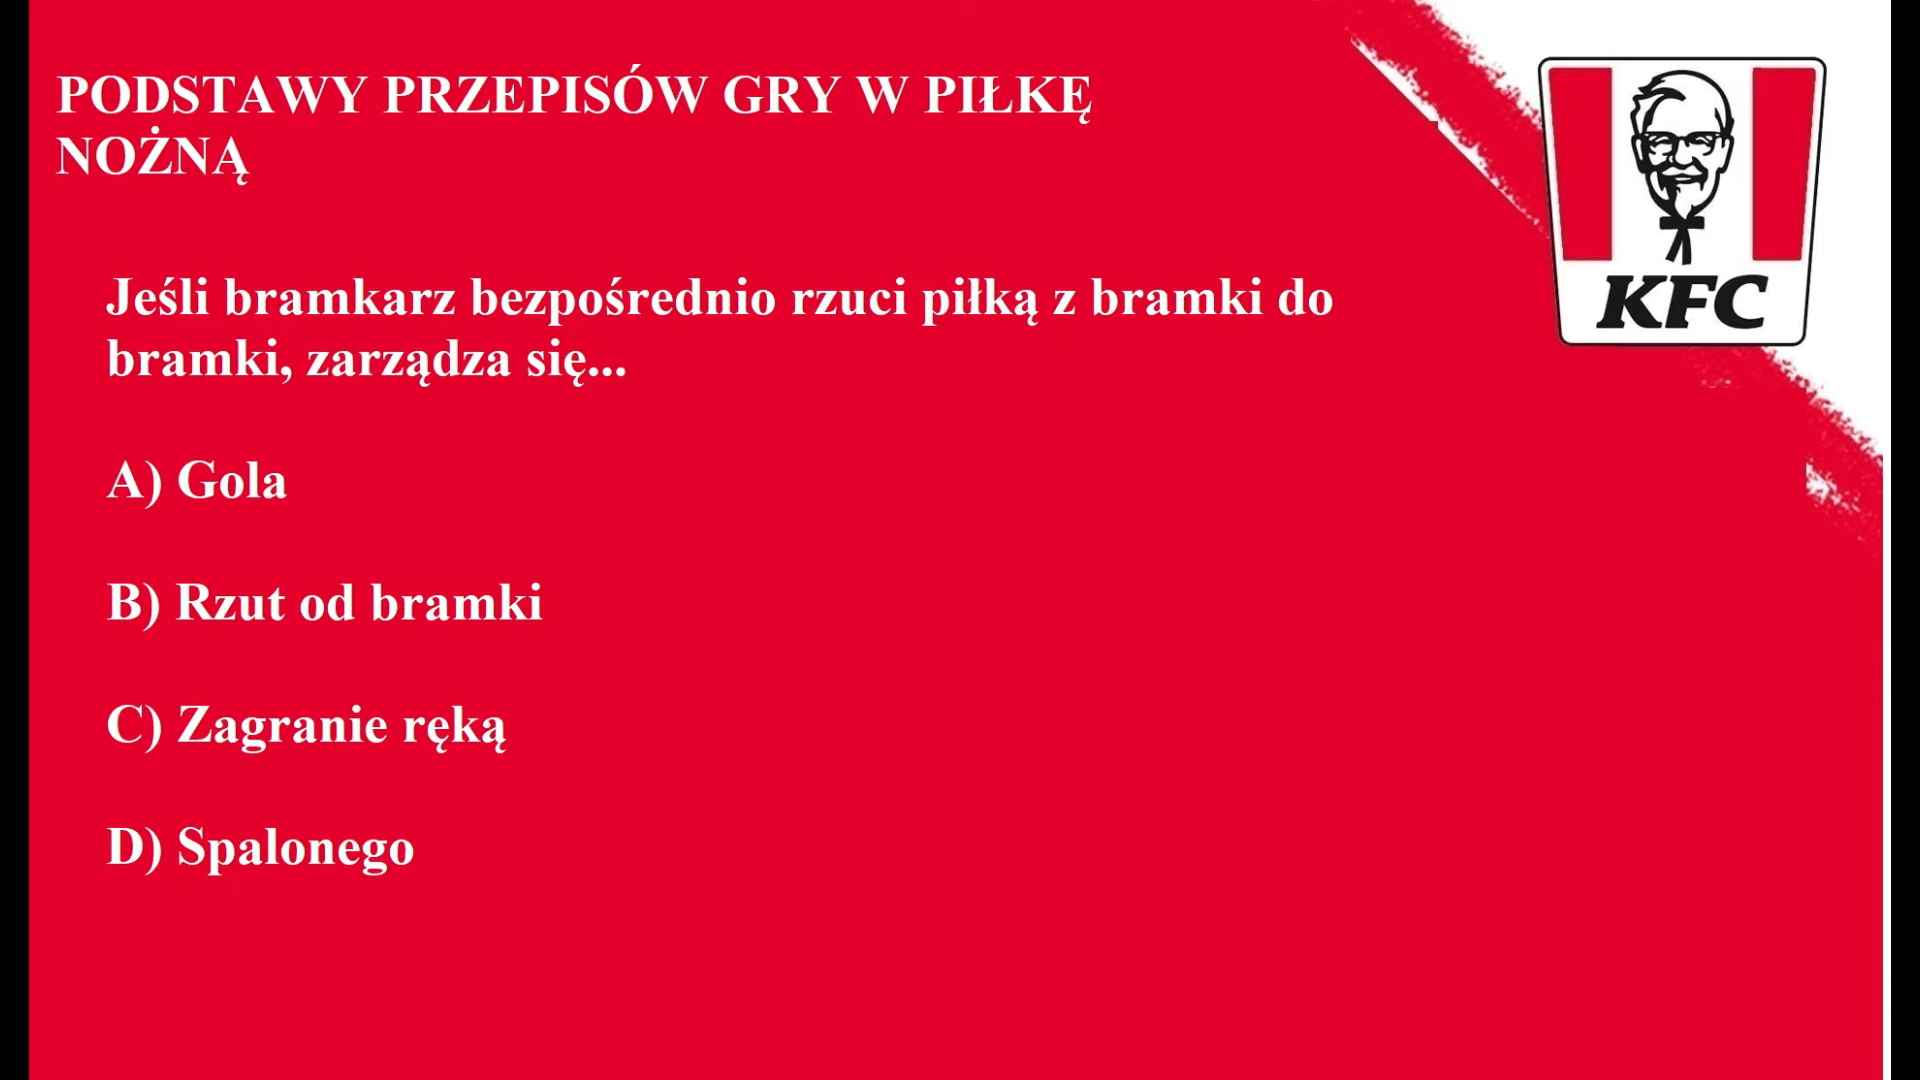 PODSTAWY PRZEPISÓW GRY W PIŁKĘ
NOŻNĄ
KFC
Jeśli bramkarz bezpośrednio rzuci piłką z bramki do
bramki, zarządza się...
A) Gola
B) Rzut od bramki
C) Zagranie ręką
D) Spalonego